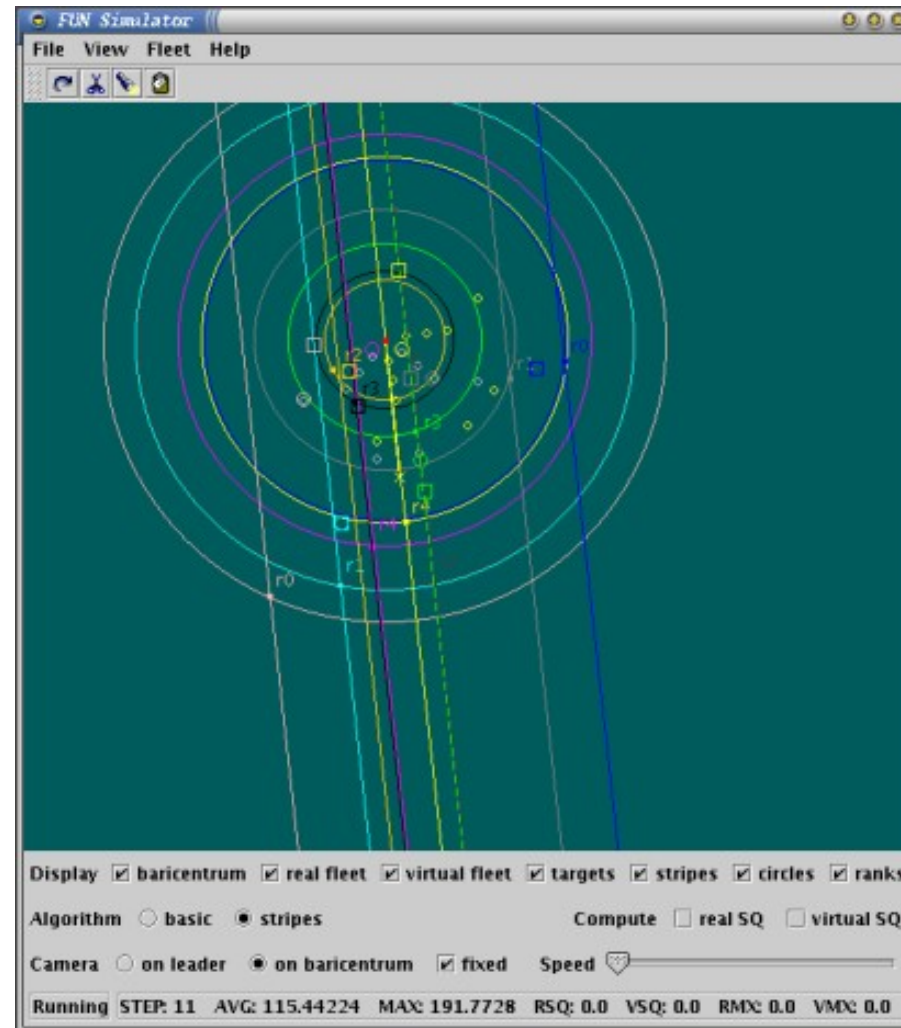 FUN Simulator
File View Fleet Help
r0
r2
r3
r3
r4
r4
r1
r0
Display baricentrum real fleet virtual fleet targets stripes circles ranks
Algorithm basic stripes Compute real SQ virtual SQ
Camera on leader on baricentrum fixed Speed
Running STEP: 11 AVG: 115.44224 MAX: 191.7728 RSQ: 0.0 VSQ: 0.0 RMX: 0.0 VMX: 0.0